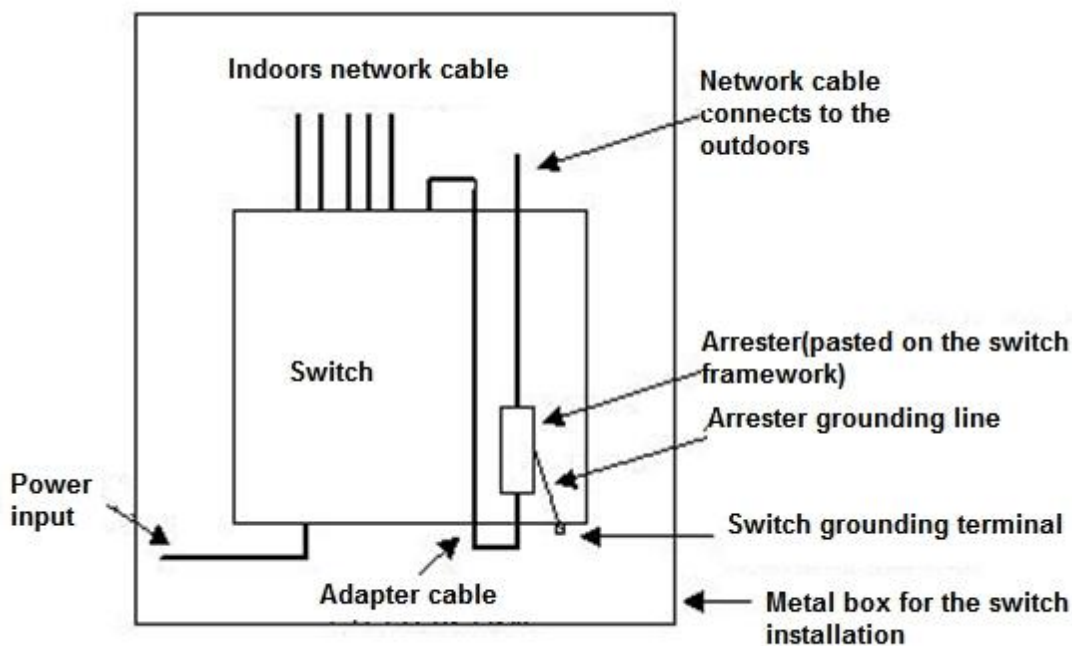 Indoors network cable
Network cable
connects to the
outdoors
Switch
Arrester(pasted on the switch
framework)
Arrester grounding line
Power
input
Switch grounding terminal
Adapter cable
Metal box for the switch
installation